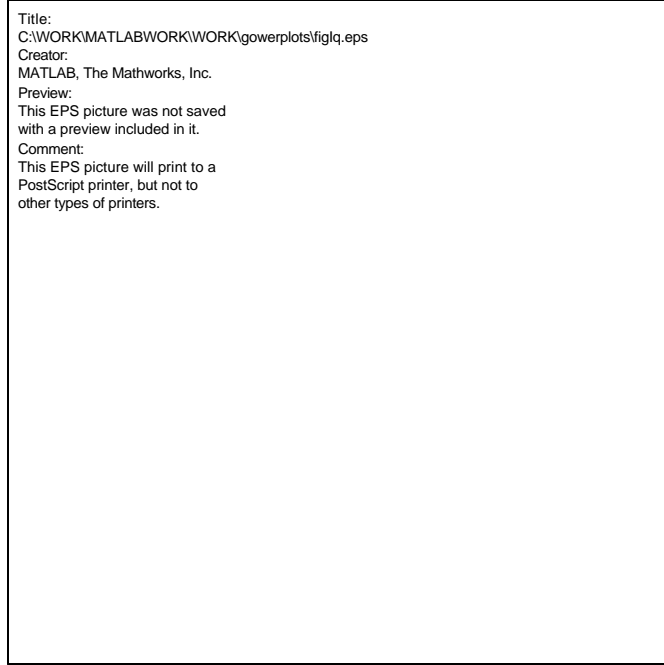 Title:
C:\WORK\MATLABWORK\WORK\gowerplots\figIq.eps
Creator:
MATLAB, The Mathworks, Inc.
Preview:
This EPS picture was not saved
with a preview included in it.
Comment:
This EPS picture will print to a
PostScript printer, but not to
other types of printers.